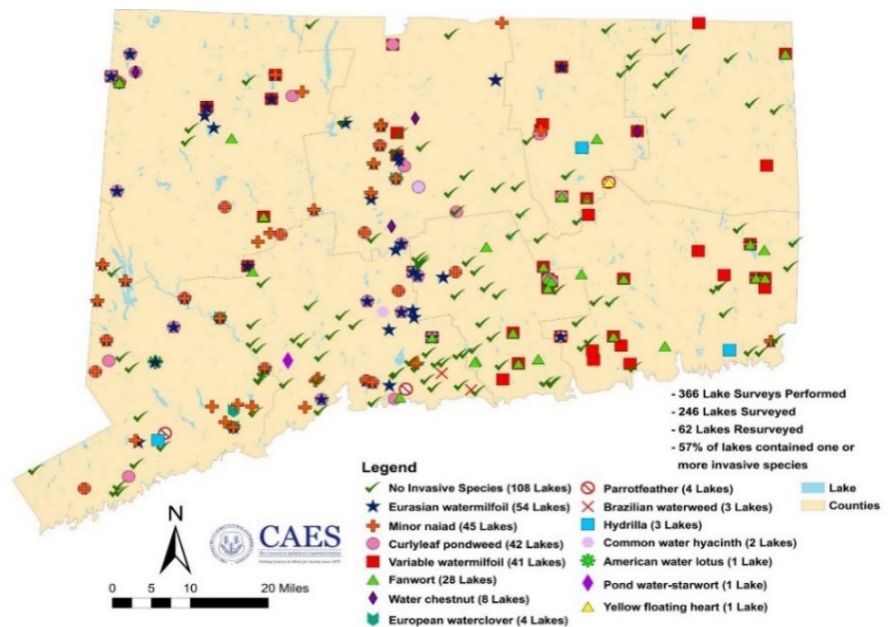 - 366 Lake Surveys Performed
- 246 Lakes Surveyed
- 62 Lakes Resurveyed
- 57% of lakes contained one or
more invasive species
Legend
No Invasive Species (108 Lakes)
Eurasian watermilfoil (54 Lakes)
Minor naiad (45 Lakes)
Curlyleaf pondweed (42 Lakes)
Variable watermilfoil (41 Lakes)
Fanwort (28 Lakes)
Water chestnut (8 Lakes)
European waterclover (4 Lakes)
Parrotfeather (4 Lakes)
Brazilian waterweed (3 Lakes)
Hydrilla (3 Lakes)
Common water hyacinth (2 Lakes)
American water lotus (1 Lake)
Pond water-starwort (1 Lake)
Yellow floating heart (1 Lake)
Lake
Counties
N
CAES
0 5 10 20 Miles